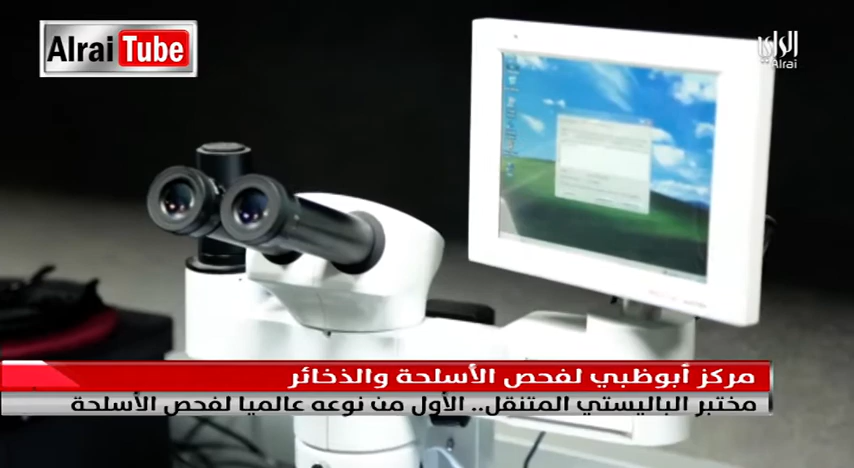 Alrai Tube
الراي
Alrai
مركز أبوظبي لفحص الأسلحة والذخائر
مختبر الباليستي المتنقل.. الأول من نوعه عالميا لفحص الأسلحة